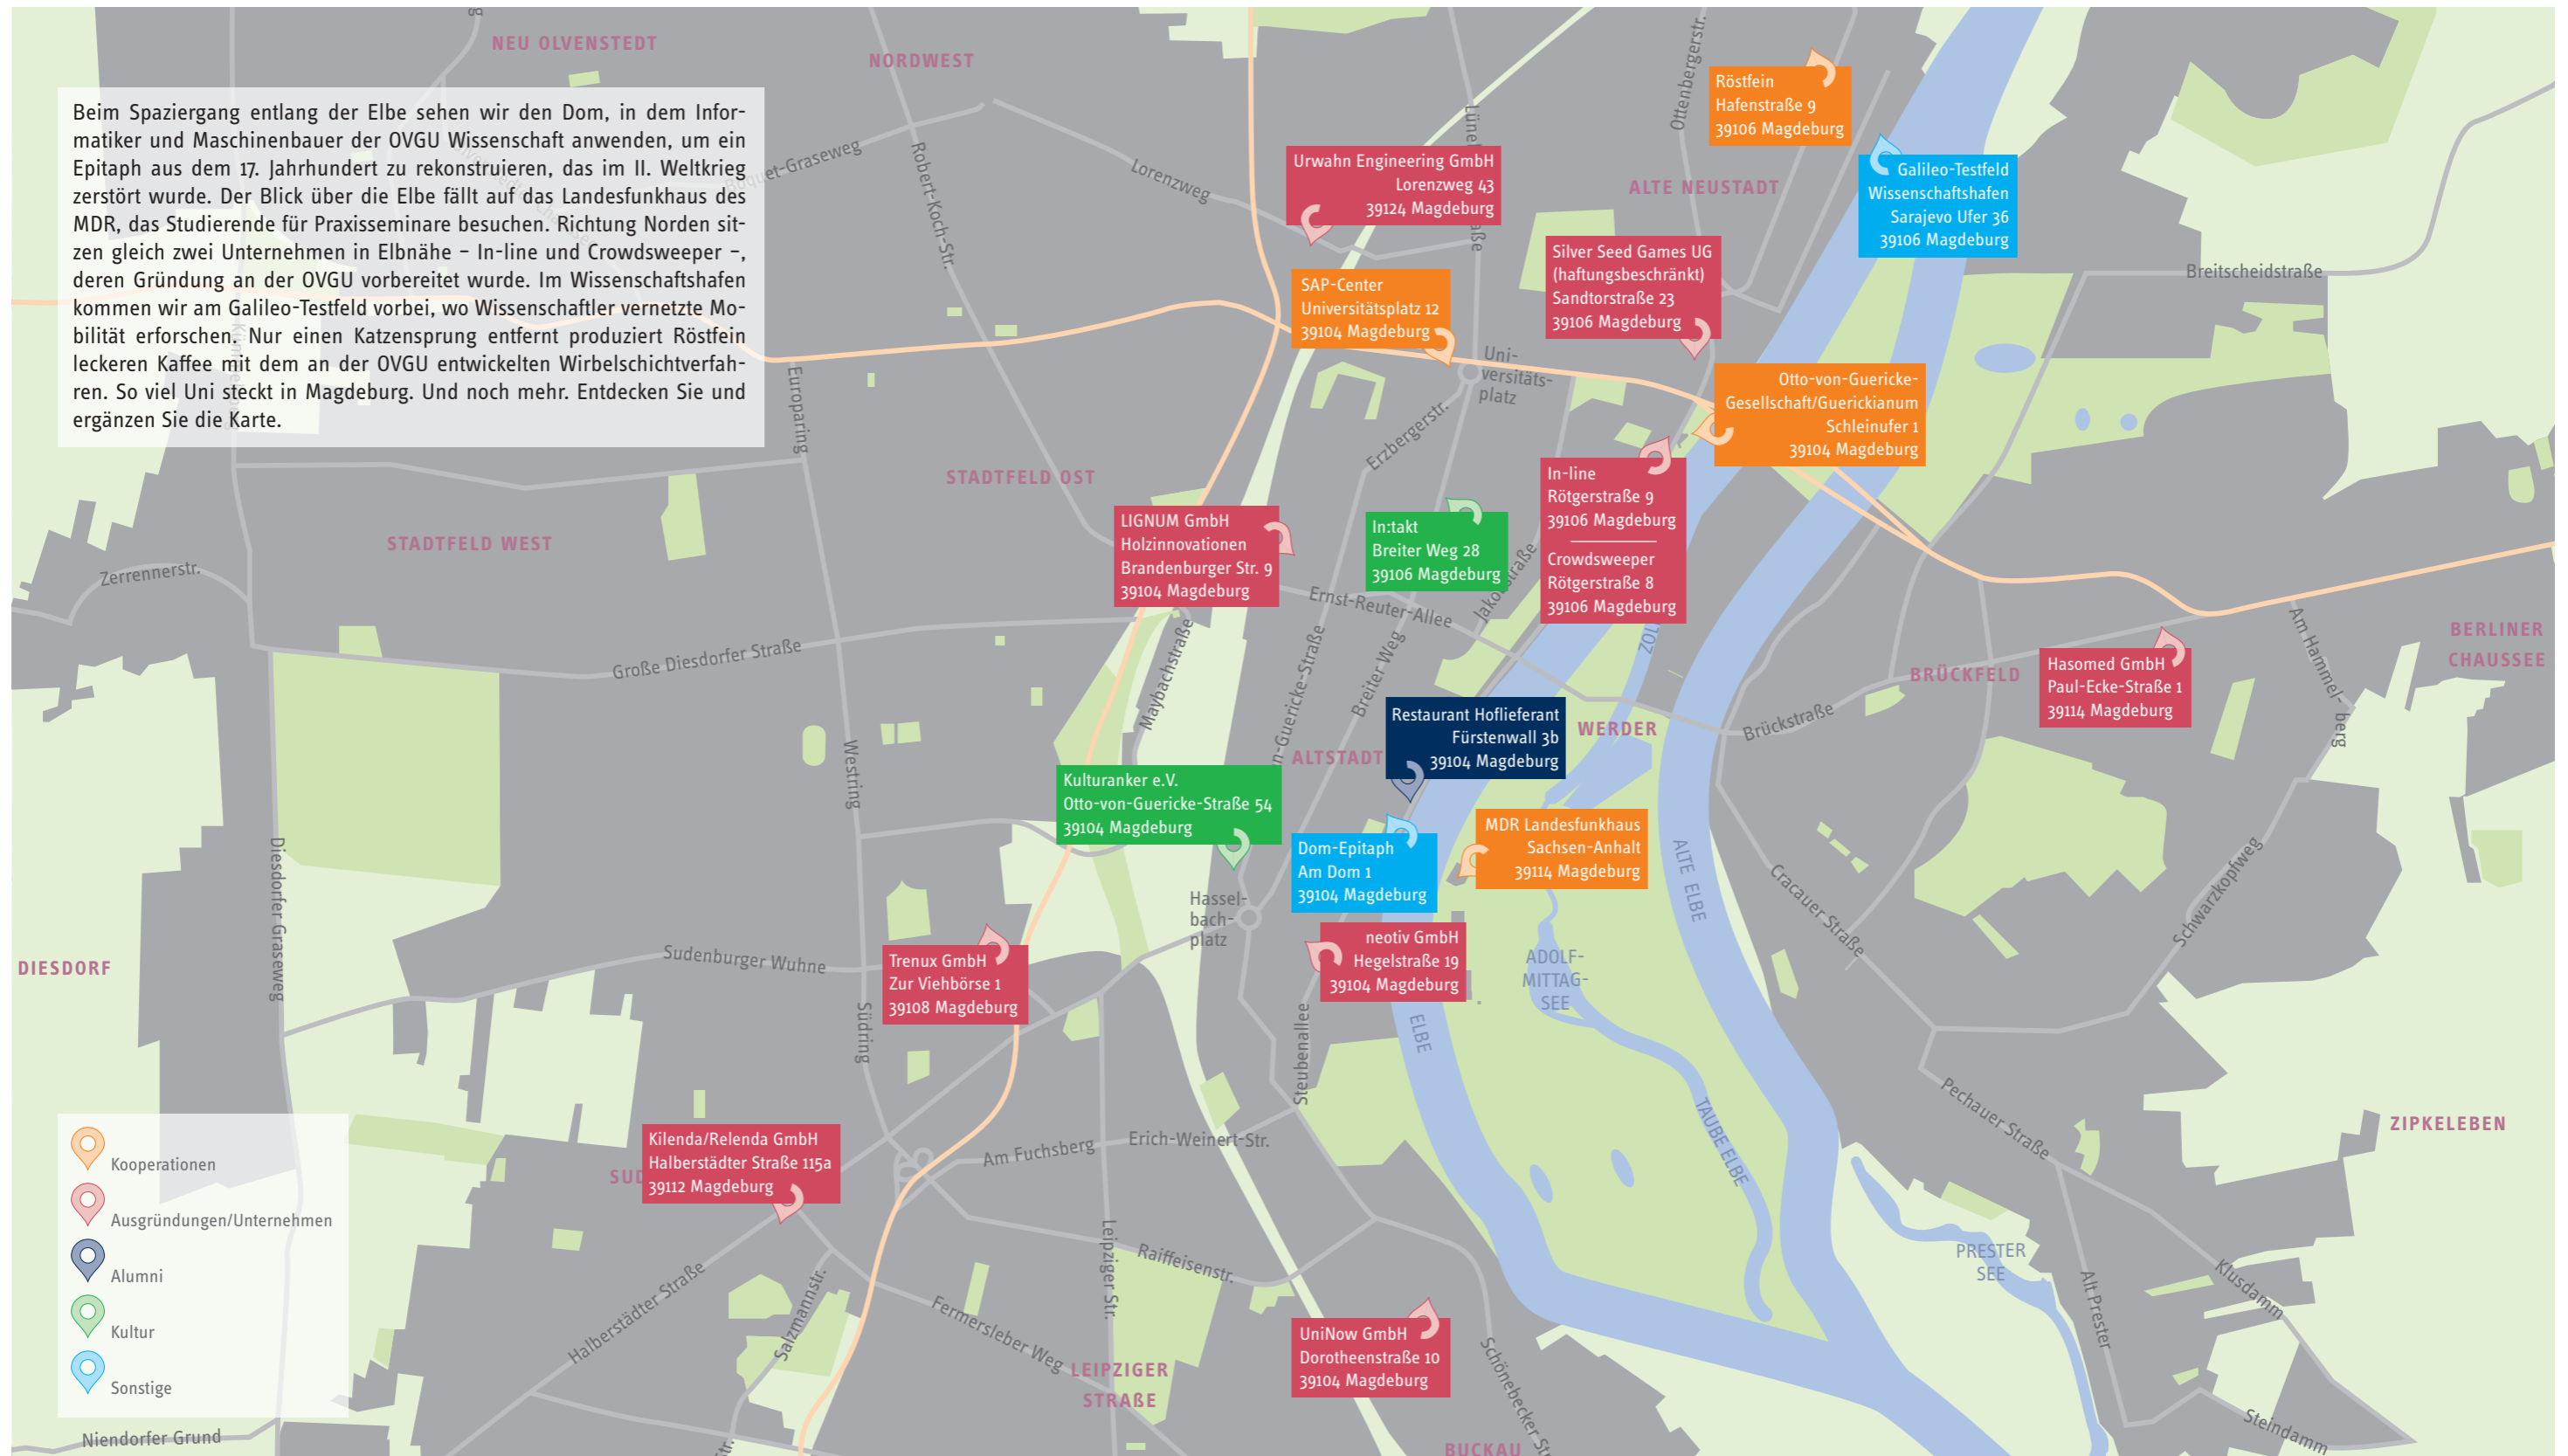 NEU OLVENSTEDT
NORDWEST
Beim Spaziergang entlang der Elbe sehen wir den Dom, in dem Infor-
matiker und Maschinenbauer der OVGU Wissenschaft anwenden, um ein
Epitaph aus dem 17. Jahrhundert zu rekonstruieren, das im II. Weltkrieg
zerstört wurde. Der Blick über die Elbe fällt auf das Landesfunkhaus des
MDR, das Studierende für Praxisseminare besuchen. Richtung Norden sit-
zen gleich zwei Unternehmen in Elbnähe – In-line und Crowdsweeper –,
deren Gründung an der OVGU vorbereitet wurde. Im Wissenschaftshafen
kommen wir am Galileo-Testfeld vorbei, wo Wissenschaftler vernetzte Mo-
bilität erforschen. Nur einen Katzensprung entfernt produziert Röstfein
leckeren Kaffee mit dem an der OVGU entwickelten Wirbelschichtverfah-
ren. So viel Uni steckt in Magdeburg. Und noch mehr. Entdecken Sie und
ergänzen Sie die Karte.
Robert-Koch-Str.
Lorenzweg
Ottenbergerstr.
Röstfein
Hafenstraße 9
39106 Magdeburg
Urwahn Engineering GmbH
Lorenzweg 43
39124 Magdeburg
ALTE NEUSTADT
Galileo-Testfeld
Wissenschaftshafen
Sarajevo Ufer 36
39106 Magdeburg
Silver Seed Games UG
(haftungsbeschränkt)
Sandtorstraße 23
39106 Magdeburg
SAP-Center
Universitätsplatz 12
39104 Magdeburg
Breitscheidstraße
Uni-
versitäts-
platz
Otto-von-Guericke-
Gesellschaft/Guerickianum
Schleinufer 1
39104 Magdeburg
Europaring
Erzbergerstr.
STADTFELD OST
In-line
Rötgerstraße 9
39106 Magdeburg
Crowdsweeper
Rötgerstraße 8
39106 Magdeburg
LIGNUM GmbH
Holzinnovationen
Brandenburger Str. 9
39104 Magdeburg
In:takt
Breiter Weg 28
39106 Magdeburg
STADTFELD WEST
Zerrennerstr.
Ernst-Reuter-Allee
Große Diesdorfer Straße
Maybachstraße
Breiter Weg
BRÜCKFELD
Hasomed GmbH
Paul-Ecke-Straße 1
39114 Magdeburg
Am Hammel-
berg
BERLINER
CHAUSSEE
Restaurant Hoflieferant
Fürstenwall 3b
39104 Magdeburg
WERDER
Brückstraße
ALTSTADT
Westring
Kulturanker e.V.
Otto-von-Guericke-Straße 54
39104 Magdeburg
Dom-Epitaph
Am Dom 1
39104 Magdeburg
MDR Landesfunkhaus
Sachsen-Anhalt
39114 Magdeburg
ALTE ELBE
Cracauer Straße
Schwarzkopfweg
Diesdorfer Graseweg
Hassel-
bach-
platz
DIESDORF
Sudenburger Wuhne
Trenux GmbH
Zur Viehbörse 1
39108 Magdeburg
neotiv GmbH
Hegelstraße 19
39104 Magdeburg
ADOLF-
MITTAG-
SEE
Südring
Steubenallee
ELBE
TAUBE ELBE
Pechauer Straße
ZIPKELEBEN
Kilenda/Relenda GmbH
Halberstädter Straße 115a
39112 Magdeburg
Am Fuchsberg
Erich-Weinert-Str.
Kooperationen
Ausgründungen/Unternehmen
Alumni
Kultur
Sonstige
Halberstädter Straße
Salzmannstr.
Leipziger Str.
Raiffeisenstr.
Fermersleber Weg
LEIPZIGER
STRAßE
UniNow GmbH
Dorotheenstraße 10
39104 Magdeburg
Schönebecker
PRESTER
SEE
Alt Prester
Klusdamm
Steindamm
Niendorfer Grund
BUCKAU